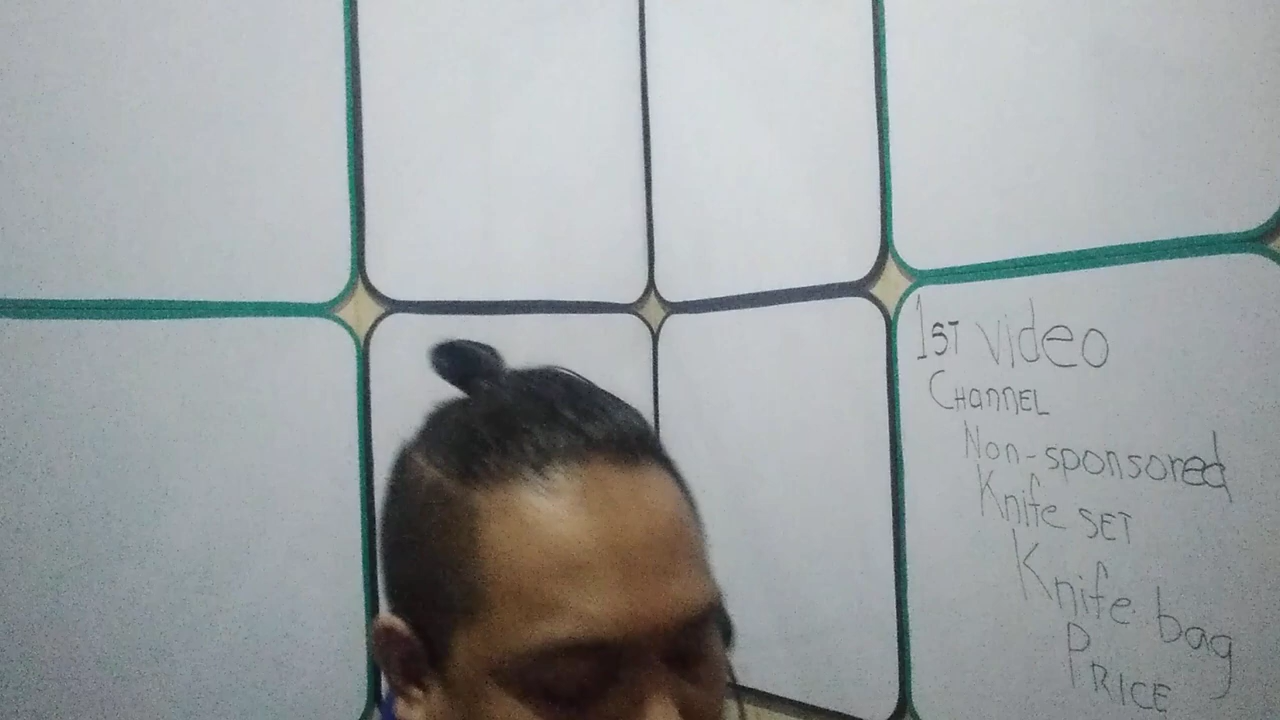 1ST video
CHannEL
Non-sponsored
Knife SET
Knife bag
PRICE